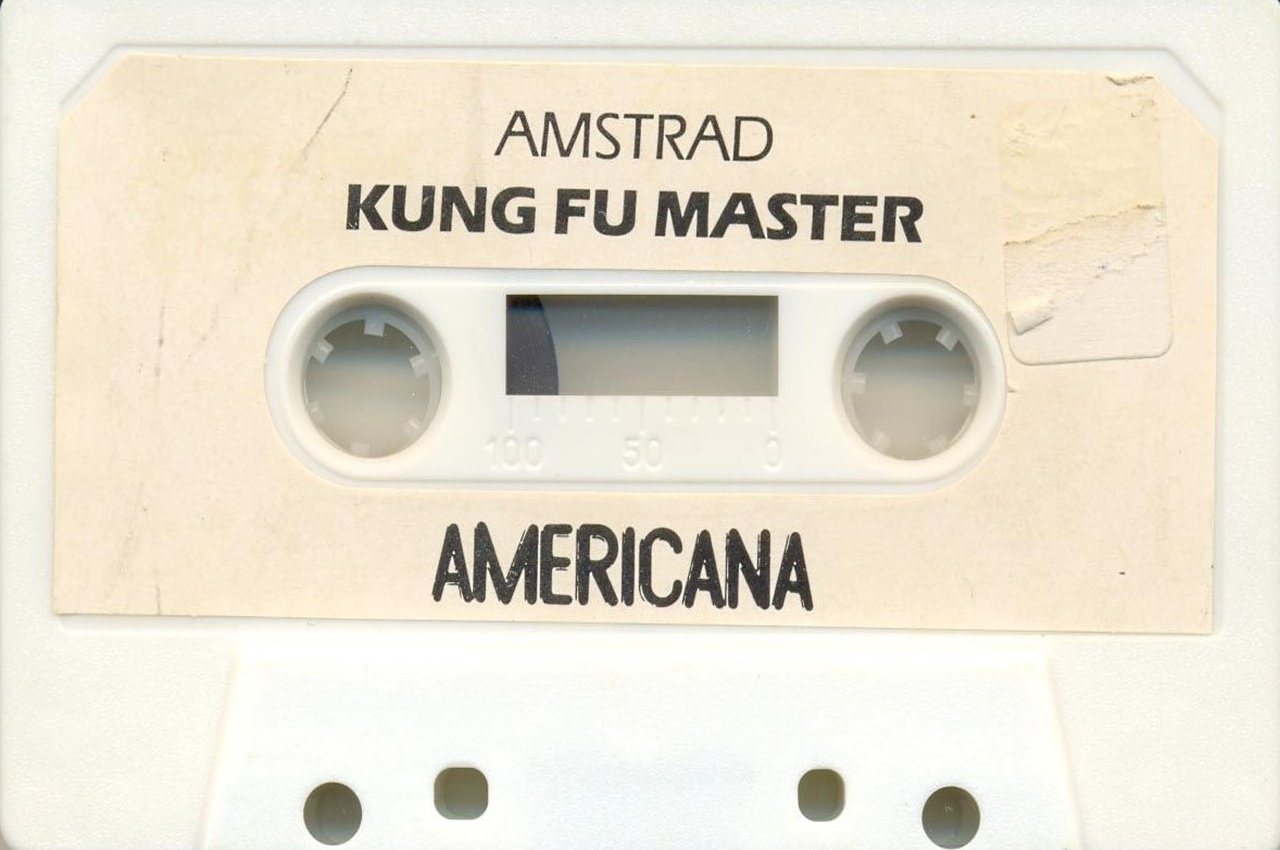 AMSTRAD
KUNG FU MASTER
100 50 0
AMERICANA